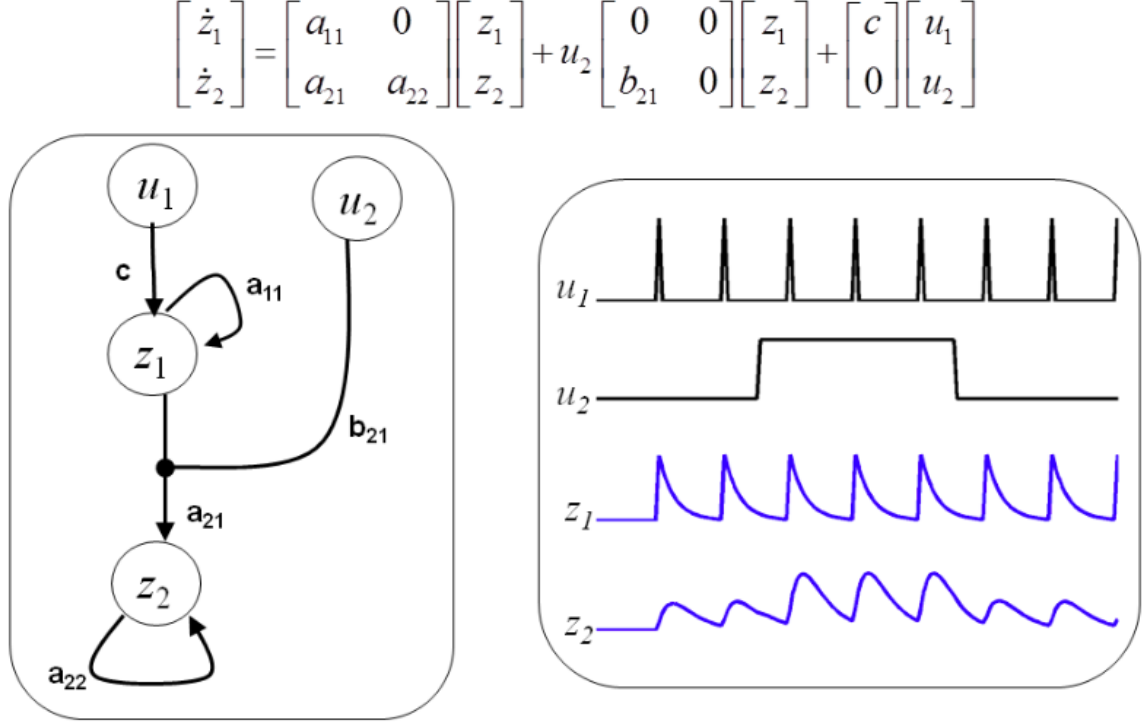 [ż₁ ż₂] = [a₁₁ 0 a₂₁ a₂₂] [z₁ z₂] + u₂ [0 0 b₂₁ 0] [z₁ z₂] + [c 0] [u₁ u₂]
u₁
u₂
c
a₁₁
z₁
b₂₁
a₂₁
z₂
a₂₂
u₁
u₂
z₁
z₂